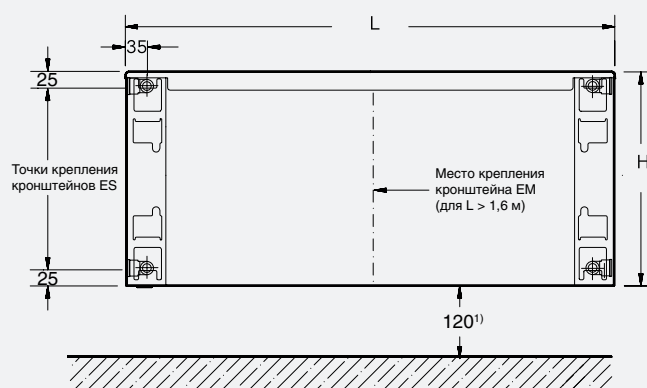 L
35
25
Точки крепления
кронштейнов ES
Место крепления
кронштейна EM
(для L > 1,6 м)
H
25
120¹⁾